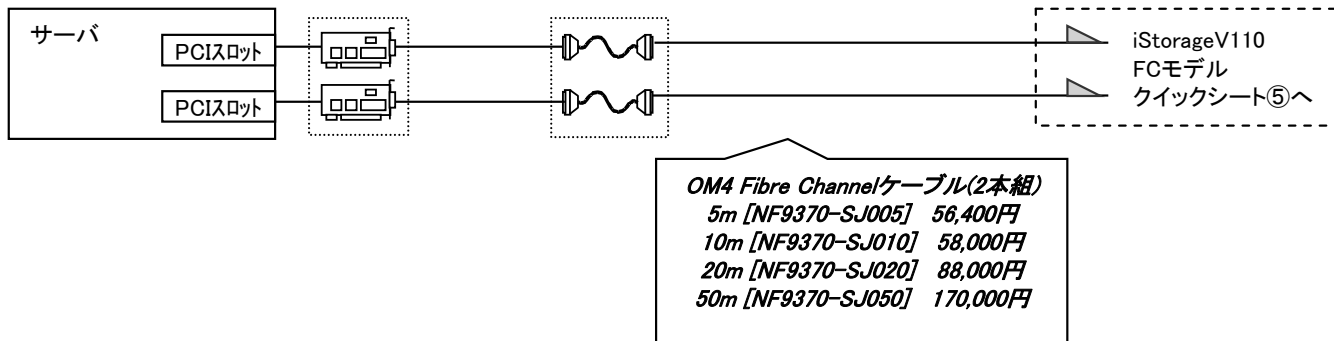 サーバ
PCIスロット
PCIスロット
iStorageV110
FCモデル
クイックシート⑤へ
OM4 Fibre Channelケーブル(2本組)
5m [NF9370-SJ005] 56,400円
10m [NF9370-SJ010] 58,000円
20m [NF9370-SJ020] 88,000円
50m [NF9370-SJ050] 170,000円